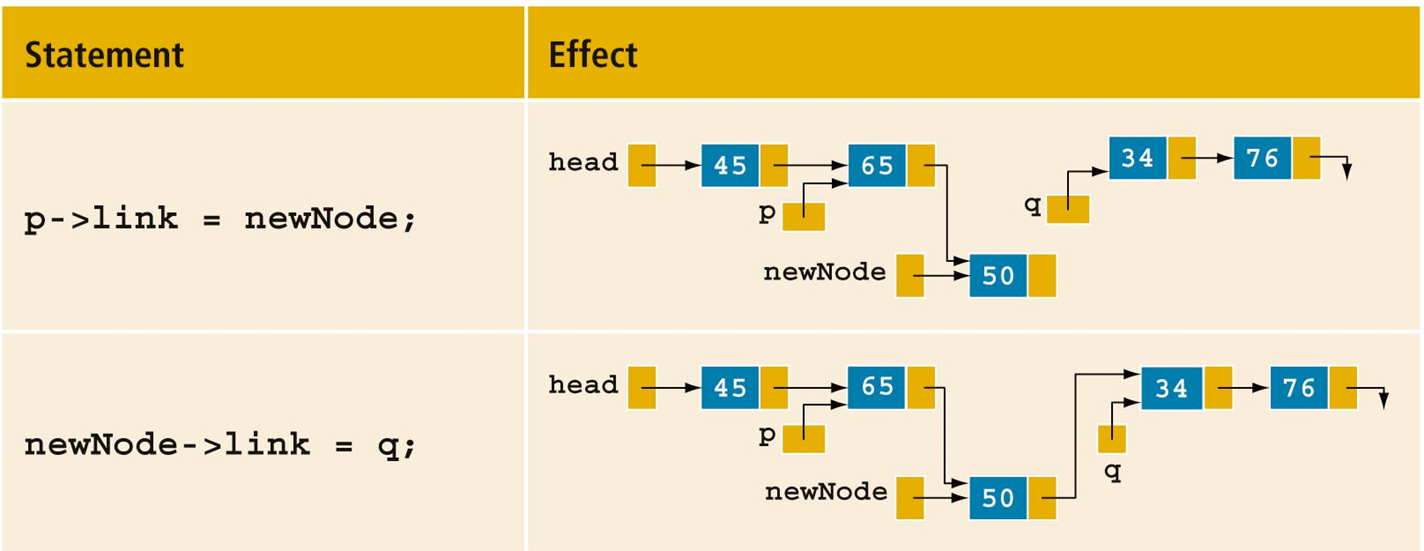 Statement
Effect
p->link = newNode;
head 45 65 34 76
p q
newNode 50
newNode->link = q;
head 45 65 34 76
p
q
newNode 50